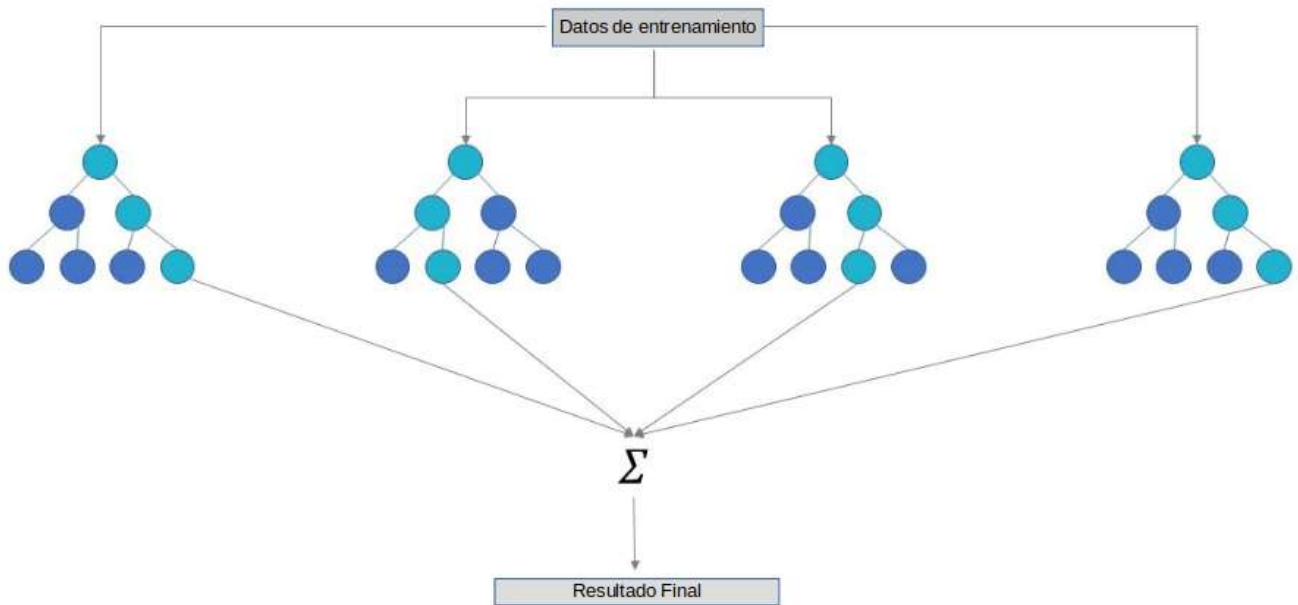 Datos de entrenamiento
Σ
Resultado Final